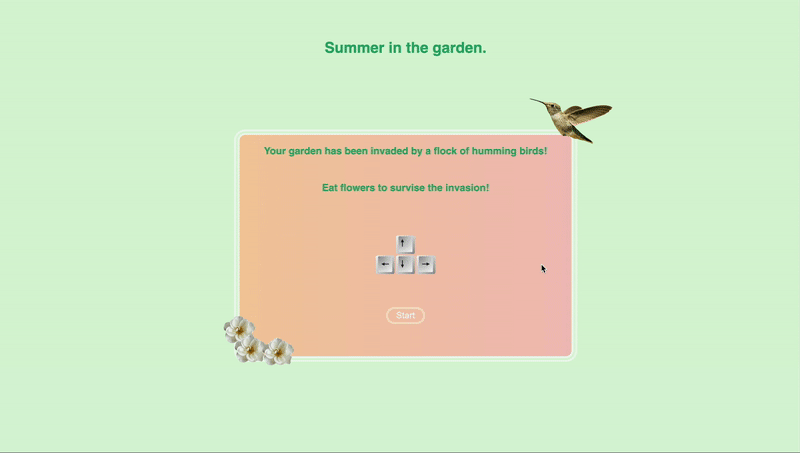 Summer in the garden.
Your garden has been invaded by a flock of humming birds!
Eat flowers to survise the invasion!
↑
← ↓ →
Start